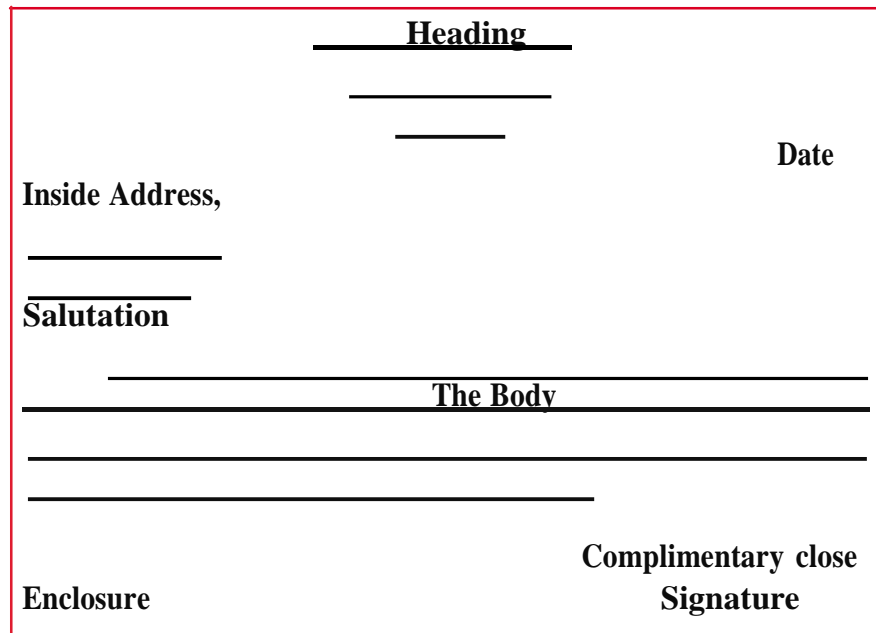 Heading
Date
Inside Address,
Salutation
The Body
Complimentary close
Enclosure Signature